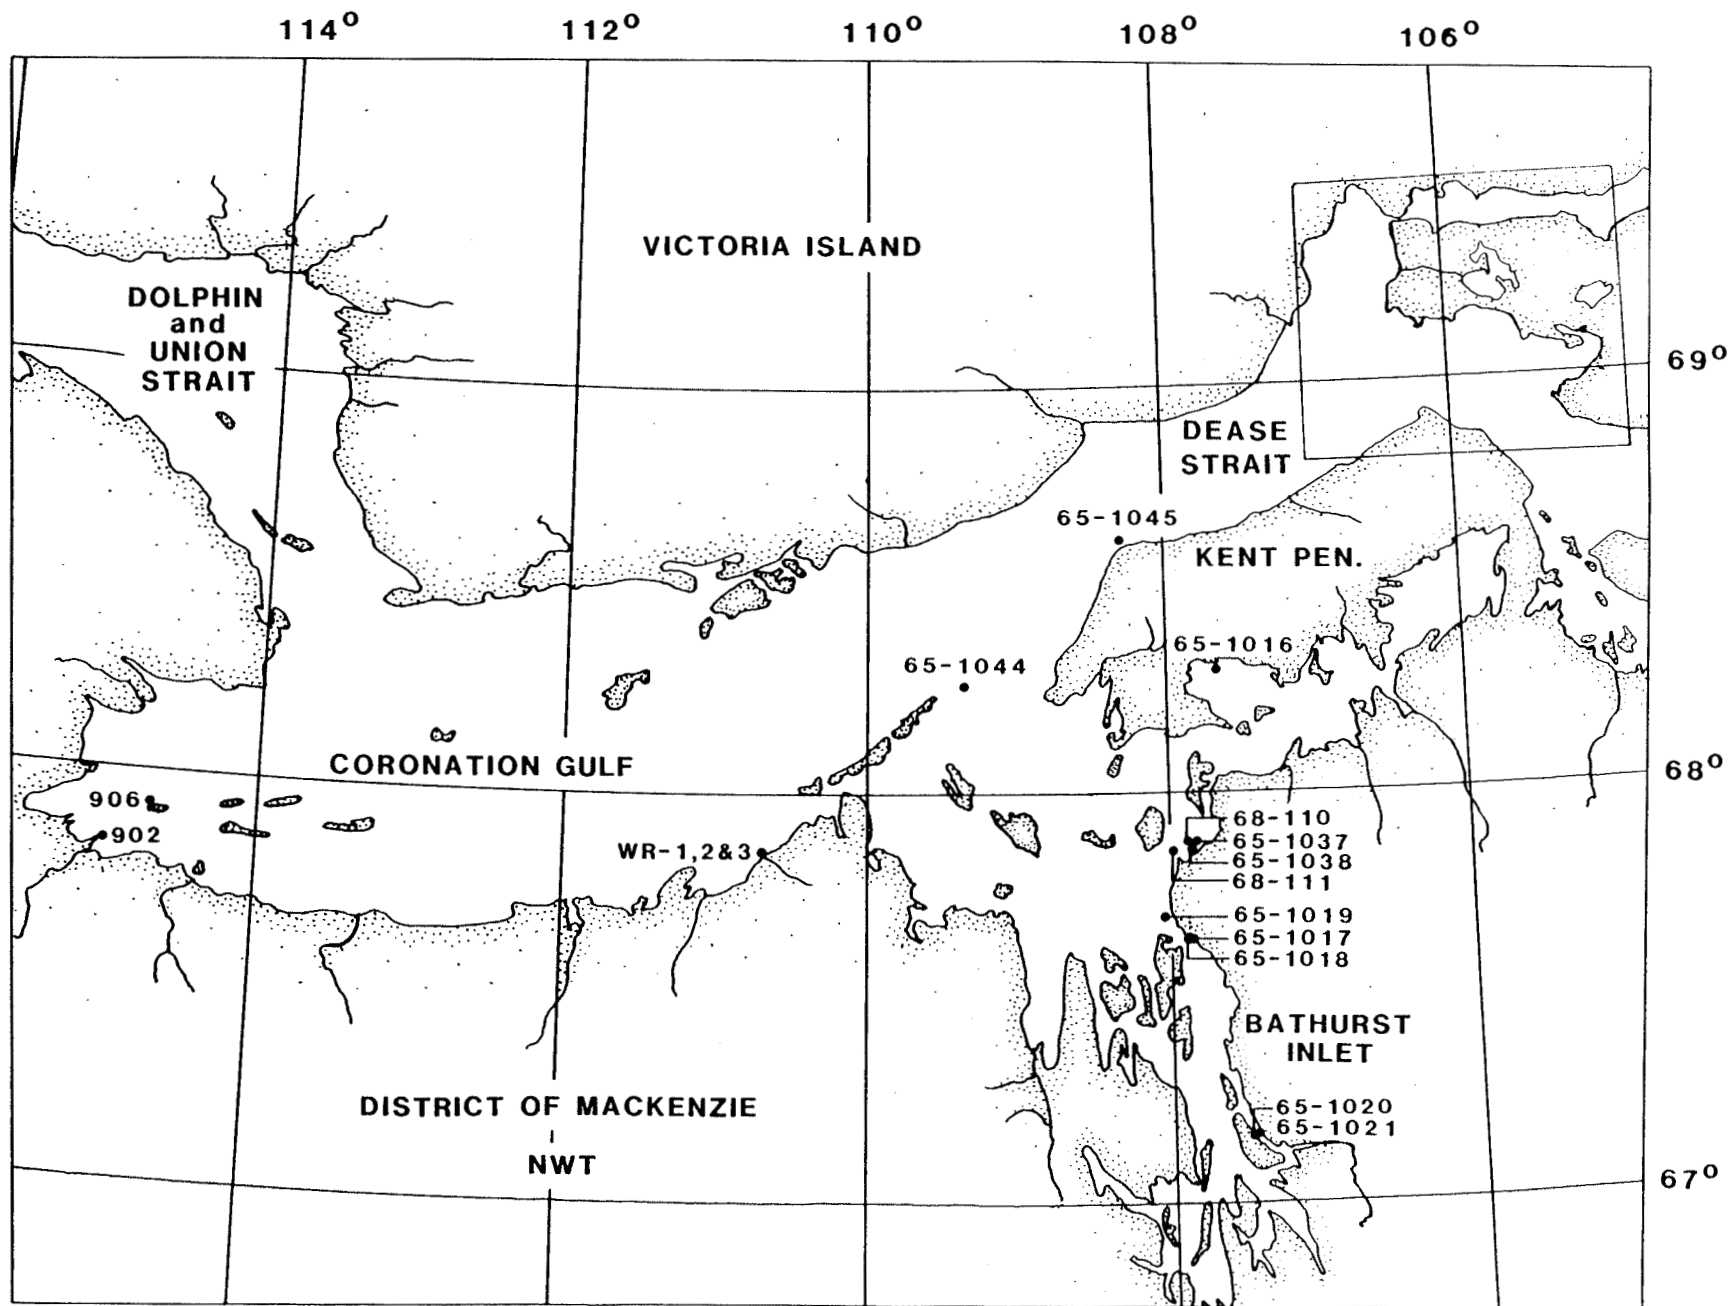 114° 112° 110° 108° 106°
VICTORIA ISLAND
DOLPHIN
and
UNION
STRAIT
69°
DEASE
STRAIT
65-1045
KENT PEN.
65-1016
65-1044
CORONATION GULF
68°
906
902
WR-1,2&3
68-110
65-1037
65-1038
68-111
65-1019
65-1017
65-1018
BATHURST
INLET
65-1020
65-1021
DISTRICT OF MACKENZIE
NWT
67°